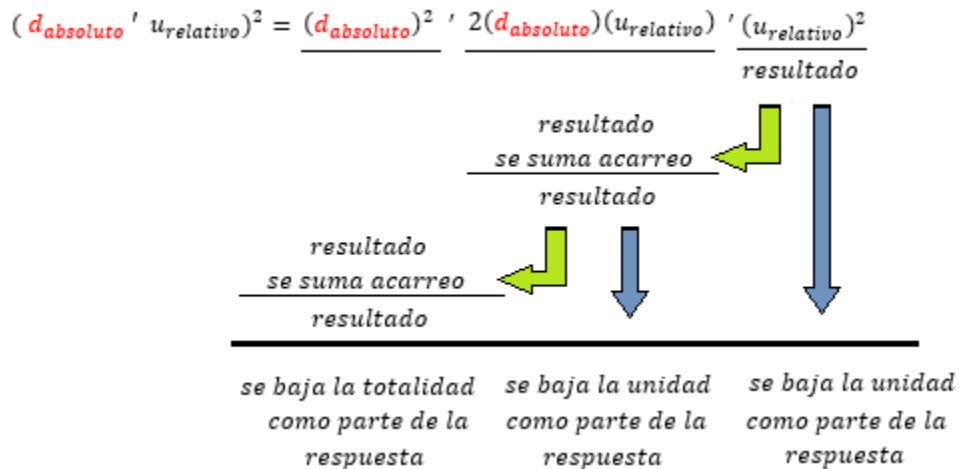 ( d_absoluto ′ u_relativo)² = (d_absoluto)² ′ 2(d_absoluto)(u_relativo) ′ (u_relativo)²
resultado
resultado
se suma acarreo
resultado
resultado
se suma acarreo
resultado
se baja la totalidad como parte de la respuesta
se baja la unidad como parte de la respuesta
se baja la unidad como parte de la respuesta